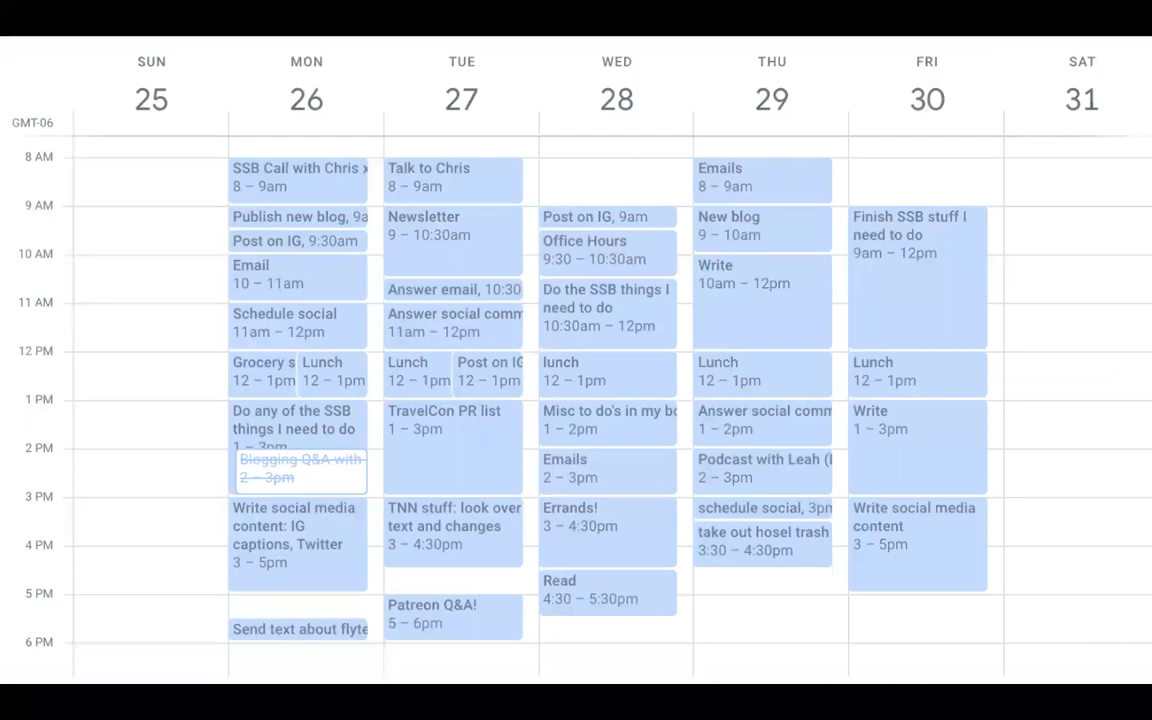 SUN MON TUE WED THU FRI SAT
25 26 27 28 29 30 31
GMT-06
8 AM
9 AM
10 AM
11 AM
12 PM
1 PM
2 PM
3 PM
4 PM
5 PM
6 PM
SSB Call with Chris
8 – 9am
Publish new blog, 9a
Post on IG, 9:30am
Email
10 – 11am
Schedule social
11am – 12pm
Grocery s
12 – 1pm
Lunch
12 – 1pm
Do any of the SSB
things I need to do
1 – 3pm
Blogging Q&A with
2 – 3pm
Write social media
content: IG
captions, Twitter
3 – 5pm
Send text about flyte
Talk to Chris
8 – 9am
Newsletter
9 – 10:30am
Answer email, 10:30
Answer social comm
11am – 12pm
Lunch
12 – 1pm
Post on IG
12 – 1pm
TravelCon PR list
1 – 3pm
TNN stuff: look over
text and changes
3 – 4:30pm
Patreon Q&A!
5 – 6pm
Post on IG, 9am
Office Hours
9:30 – 10:30am
Do the SSB things I
need to do
10:30am – 12pm
lunch
12 – 1pm
Misc to do's in my bo
1 – 2pm
Emails
2 – 3pm
Errands!
3 – 4:30pm
Read
4:30 – 5:30pm
Emails
8 – 9am
New blog
9 – 10am
Write
10am – 12pm
Lunch
12 – 1pm
Answer social comm
1 – 2pm
Podcast with Leah (
2 – 3pm
schedule social, 3pm
take out hosel trash
3:30 – 4:30pm
Finish SSB stuff I
need to do
9am – 12pm
Lunch
12 – 1pm
Write
1 – 3pm
Write social media
content
3 – 5pm